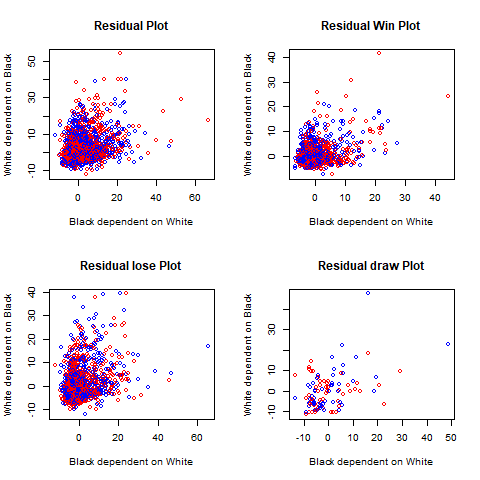 Residual Plot
White dependent on Black
-10 10 30 50
0 20 40 60
Black dependent on White
Residual Win Plot
White dependent on Black
0 10 20 30 40
0 10 20 30 40
Black dependent on White
Residual lose Plot
White dependent on Black
-10 0 10 20 30 40
0 20 40 60
Black dependent on White
Residual draw Plot
White dependent on Black
-10 0 10 30
-10 0 10 20 30 40 50
Black dependent on White